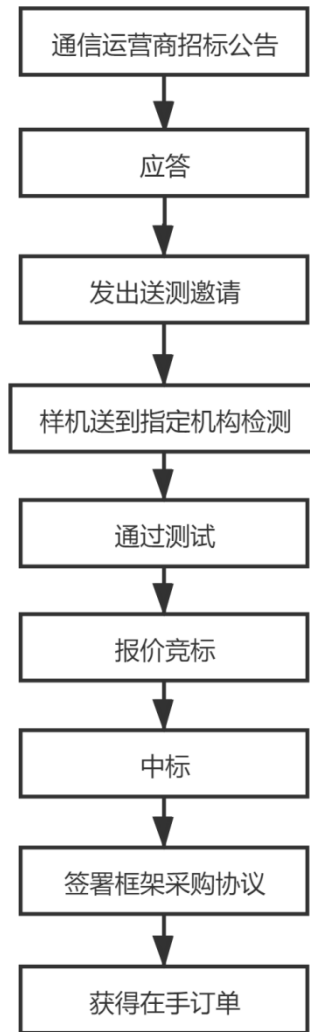 通信运营商招标公告
应答
发出送测邀请
样机送到指定机构检测
通过测试
报价竞标
中标
签署框架采购协议
获得在手订单